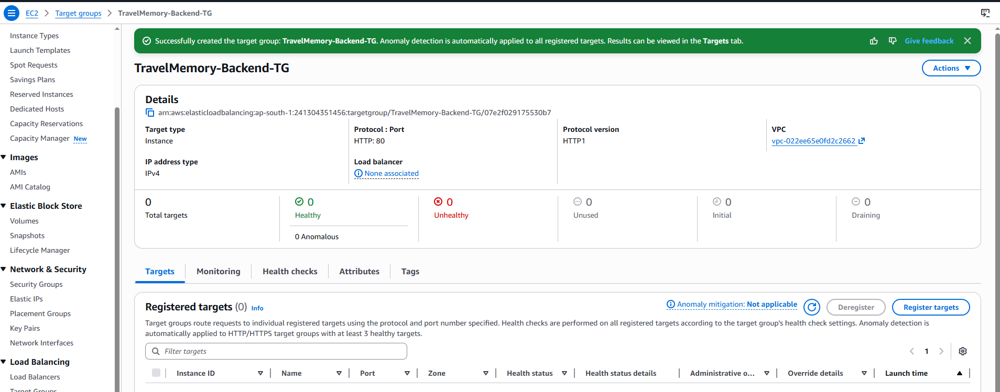 EC2 > Target groups > TravelMemory-Backend-TG
Instance Types
Launch Templates
Spot Requests
Savings Plans
Reserved Instances
Dedicated Hosts
Capacity Reservations
Capacity Manager New
Images
AMIs
AMI Catalog
Elastic Block Store
Volumes
Snapshots
Lifecycle Manager
Network & Security
Security Groups
Elastic IPs
Placement Groups
Key Pairs
Network Interfaces
Load Balancing
Load Balancers
Target Groups
Successfully created the target group: TravelMemory-Backend-TG. Anomaly detection is automatically applied to all registered targets. Results can be viewed in the Targets tab.
Give feedback
TravelMemory-Backend-TG
Actions
Details
arn:aws:elasticloadbalancing:ap-south-1:241304351456:targetgroup/TravelMemory-Backend-TG/07e2f029175530b7
Target type
Instance
Protocol : Port
HTTP: 80
Protocol version
HTTP1
VPC
vpc-022ee65e0fd2c2662
IP address type
IPv4
Load balancer
None associated
0
Total targets
0
Healthy
0 Anomalous
0
Unhealthy
0
Unused
0
Initial
0
Draining
Targets
Monitoring
Health checks
Attributes
Tags
Registered targets (0) Info
Anomaly mitigation: Not applicable
Deregister
Register targets
Target groups route requests to individual registered targets using the protocol and port number specified. Health checks are performed on all registered targets according to the target group's health check settings. Anomaly detection is
automatically applied to HTTP/HTTPS target groups with at least 3 healthy targets.
Filter targets
1
Instance ID
Name
Port
Zone
Health status
Health status details
Administrative o...
Override details
Launch time